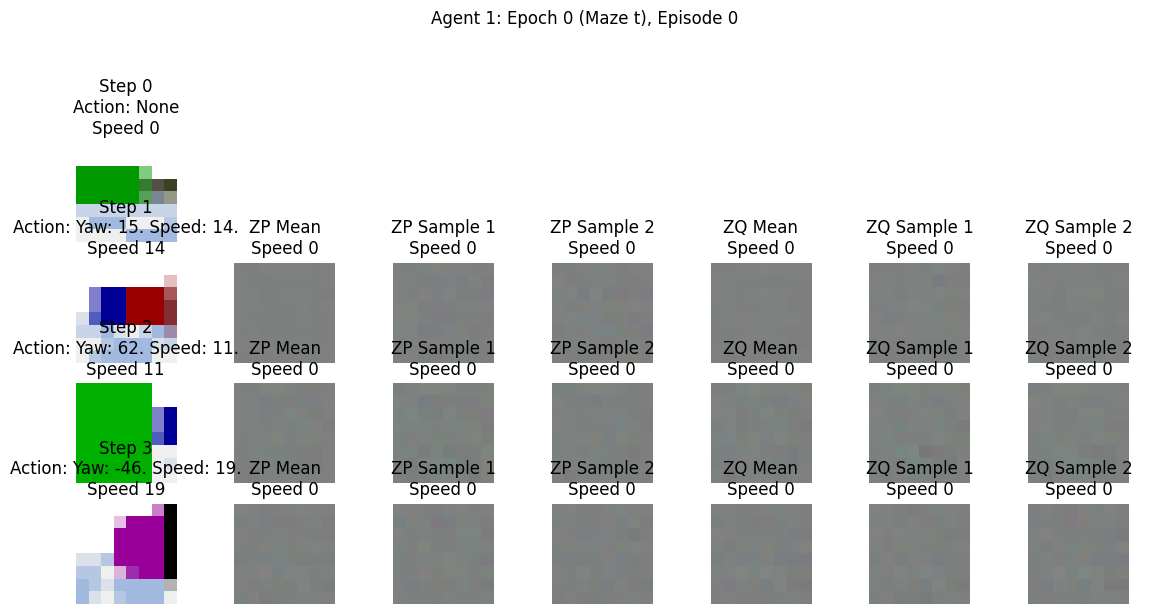 Agent 1: Epoch 0 (Maze t), Episode 0
Step 0
Action: None
Speed 0
Step 1
Action: Yaw: 15. Speed: 14.
Speed 14
ZP Mean
Speed 0
ZP Sample 1
Speed 0
ZP Sample 2
Speed 0
ZQ Mean
Speed 0
ZQ Sample 1
Speed 0
ZQ Sample 2
Speed 0
Step 2
Action: Yaw: 62. Speed: 11.
Speed 11
ZP Mean
Speed 0
ZP Sample 1
Speed 0
ZP Sample 2
Speed 0
ZQ Mean
Speed 0
ZQ Sample 1
Speed 0
ZQ Sample 2
Speed 0
Step 3
Action: Yaw: -46. Speed: 19.
Speed 19
ZP Mean
Speed 0
ZP Sample 1
Speed 0
ZP Sample 2
Speed 0
ZQ Mean
Speed 0
ZQ Sample 1
Speed 0
ZQ Sample 2
Speed 0